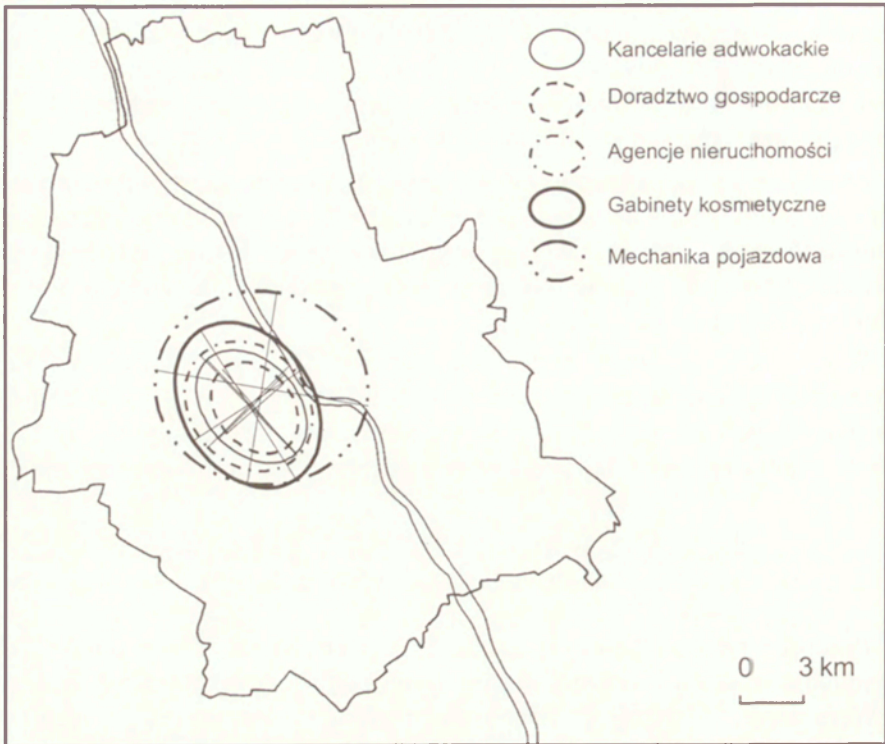 Kancelarie adwokackie
Doradztwo gospodarcze
Agencje nieruchomości
Gabinety kosmetyczne
Mechanika pojazdowa
0 3 km